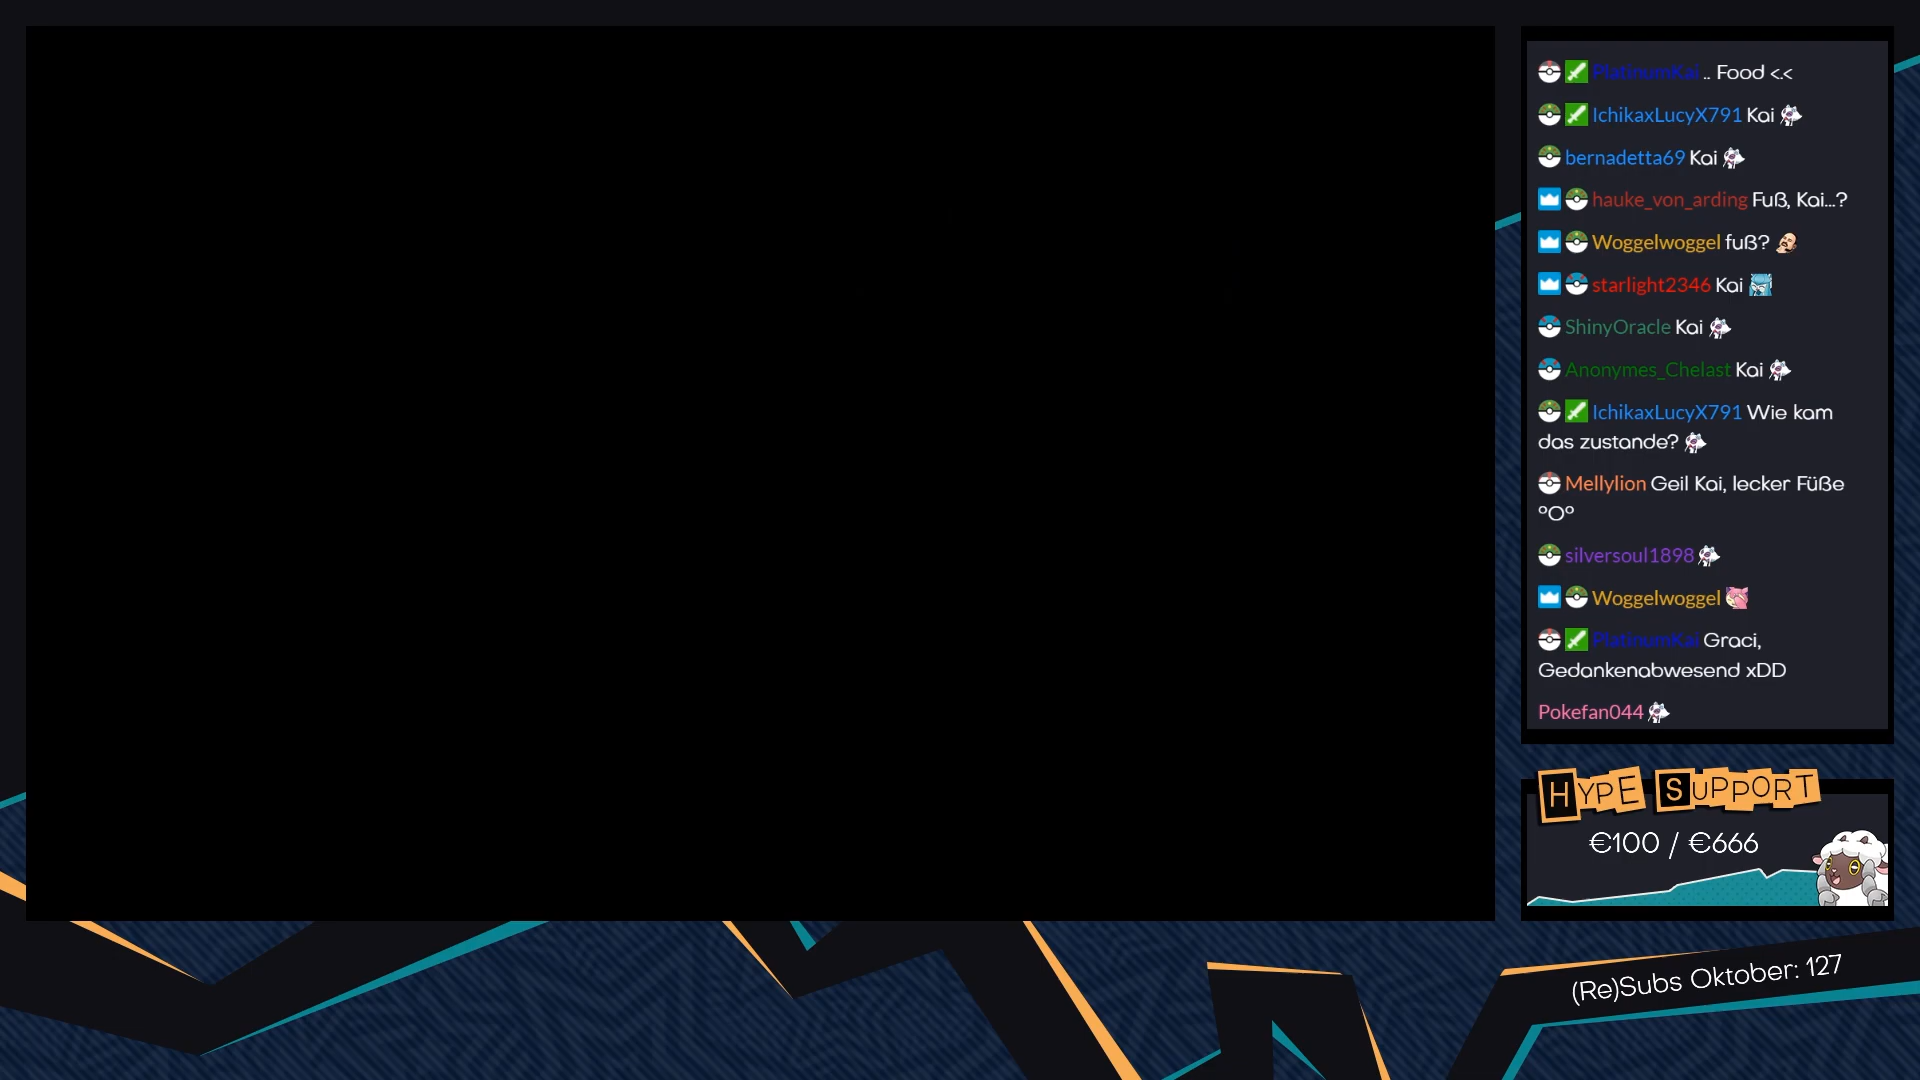 PlatinumKai .. Food <.<
IchikaxLucyX791 Kai
bernadetta69 Kai
hauke_von_arding Fuß, Kai...?
Woggelwoggel fuß?
starlight2346 Kai
ShinyOracle Kai
Anonymes_Chelast Kai
IchikaxLucyX791 Wie kam
das zustande?
Mellylion Geil Kai, lecker Füße
°O°
silversoul1898
Woggelwoggel
PlatinumKai Graci,
Gedankenabwesend xDD
Pokefan044
HYPE SUPPORT
€100 / €666
(Re)Subs Oktober: 127